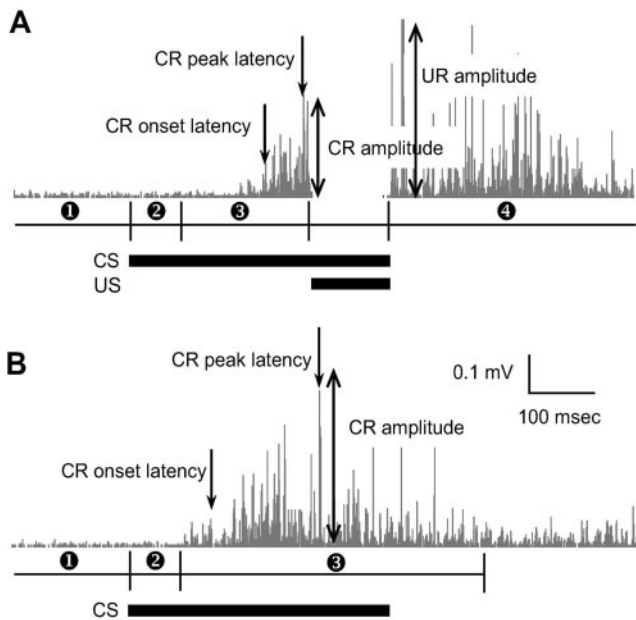 A
CR peak latency
UR amplitude
CR onset latency
CR amplitude
❶ ❷ ❸ ❹
CS
US
B
CR peak latency
0.1 mV
100 msec
CR amplitude
CR onset latency
❶ ❷ ❸
CS